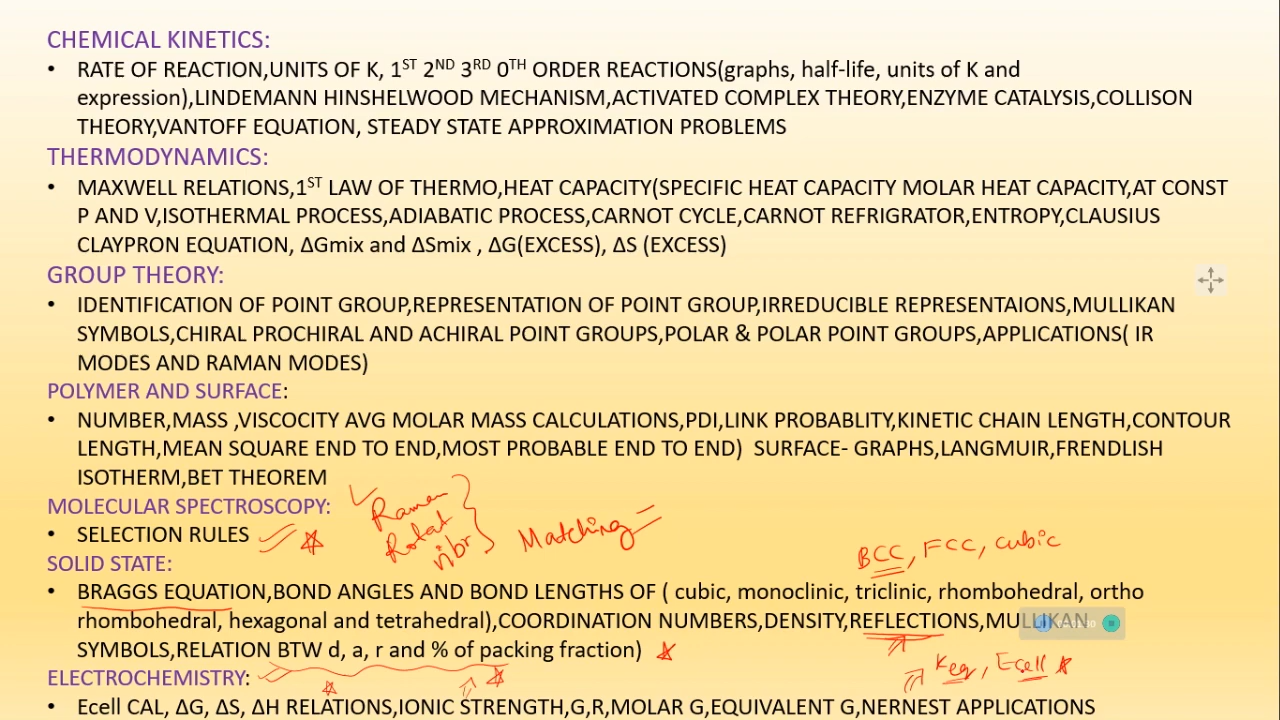 CHEMICAL KINETICS:
• RATE OF REACTION,UNITS OF K, 1ST 2ND 3RD 0TH ORDER REACTIONS(graphs, half-life, units of K and
expression),LINDEMANN HINSHELWOOD MECHANISM,ACTIVATED COMPLEX THEORY,ENZYME CATALYSIS,COLLISON
THEORY,VANTOFF EQUATION, STEADY STATE APPROXIMATION PROBLEMS
THERMODYNAMICS:
• MAXWELL RELATIONS,1ST LAW OF THERMO,HEAT CAPACITY(SPECIFIC HEAT CAPACITY MOLAR HEAT CAPACITY,AT CONST
P AND V,ISOTHERMAL PROCESS,ADIABATIC PROCESS,CARNOT CYCLE,CARNOT REFRIGRATOR,ENTROPY,CLAUSIUS
CLAYPRON EQUATION, ΔGmix and ΔSmix , ΔG(EXCESS), ΔS (EXCESS)
GROUP THEORY:
• IDENTIFICATION OF POINT GROUP,REPRESENTATION OF POINT GROUP,IRREDUCIBLE REPRESENTAIONS,MULLIKAN
SYMBOLS,CHIRAL PROCHIRAL AND ACHIRAL POINT GROUPS,POLAR & POLAR POINT GROUPS,APPLICATIONS( IR
MODES AND RAMAN MODES)
POLYMER AND SURFACE:
• NUMBER,MASS ,VISCOCITY AVG MOLAR MASS CALCULATIONS,PDI,LINK PROBABLITY,KINETIC CHAIN LENGTH,CONTOUR
LENGTH,MEAN SQUARE END TO END,MOST PROBABLE END TO END) SURFACE- GRAPHS,LANGMUIR,FRENDLISH
ISOTHERM,BET THEOREM
MOLECULAR SPECTROSCOPY:
Raman
Rotat
vibr
Matching
• SELECTION RULES
BCC, FCC, cubic
SOLID STATE:
• BRAGGS EQUATION,BOND ANGLES AND BOND LENGTHS OF ( cubic, monoclinic, triclinic, rhombohedral, ortho
rhombohedral, hexagonal and tetrahedral),COORDINATION NUMBERS,DENSITY,REFLECTIONS,MULLIKAN
SYMBOLS,RELATION BTW d, a, r and % of packing fraction)
Keq, Ecell
ELECTROCHEMISTRY:
• Ecell CAL, ΔG, ΔS, ΔH RELATIONS,IONIC STRENGTH,G,R,MOLAR G,EQUIVALENT G,NERNEST APPLICATIONS